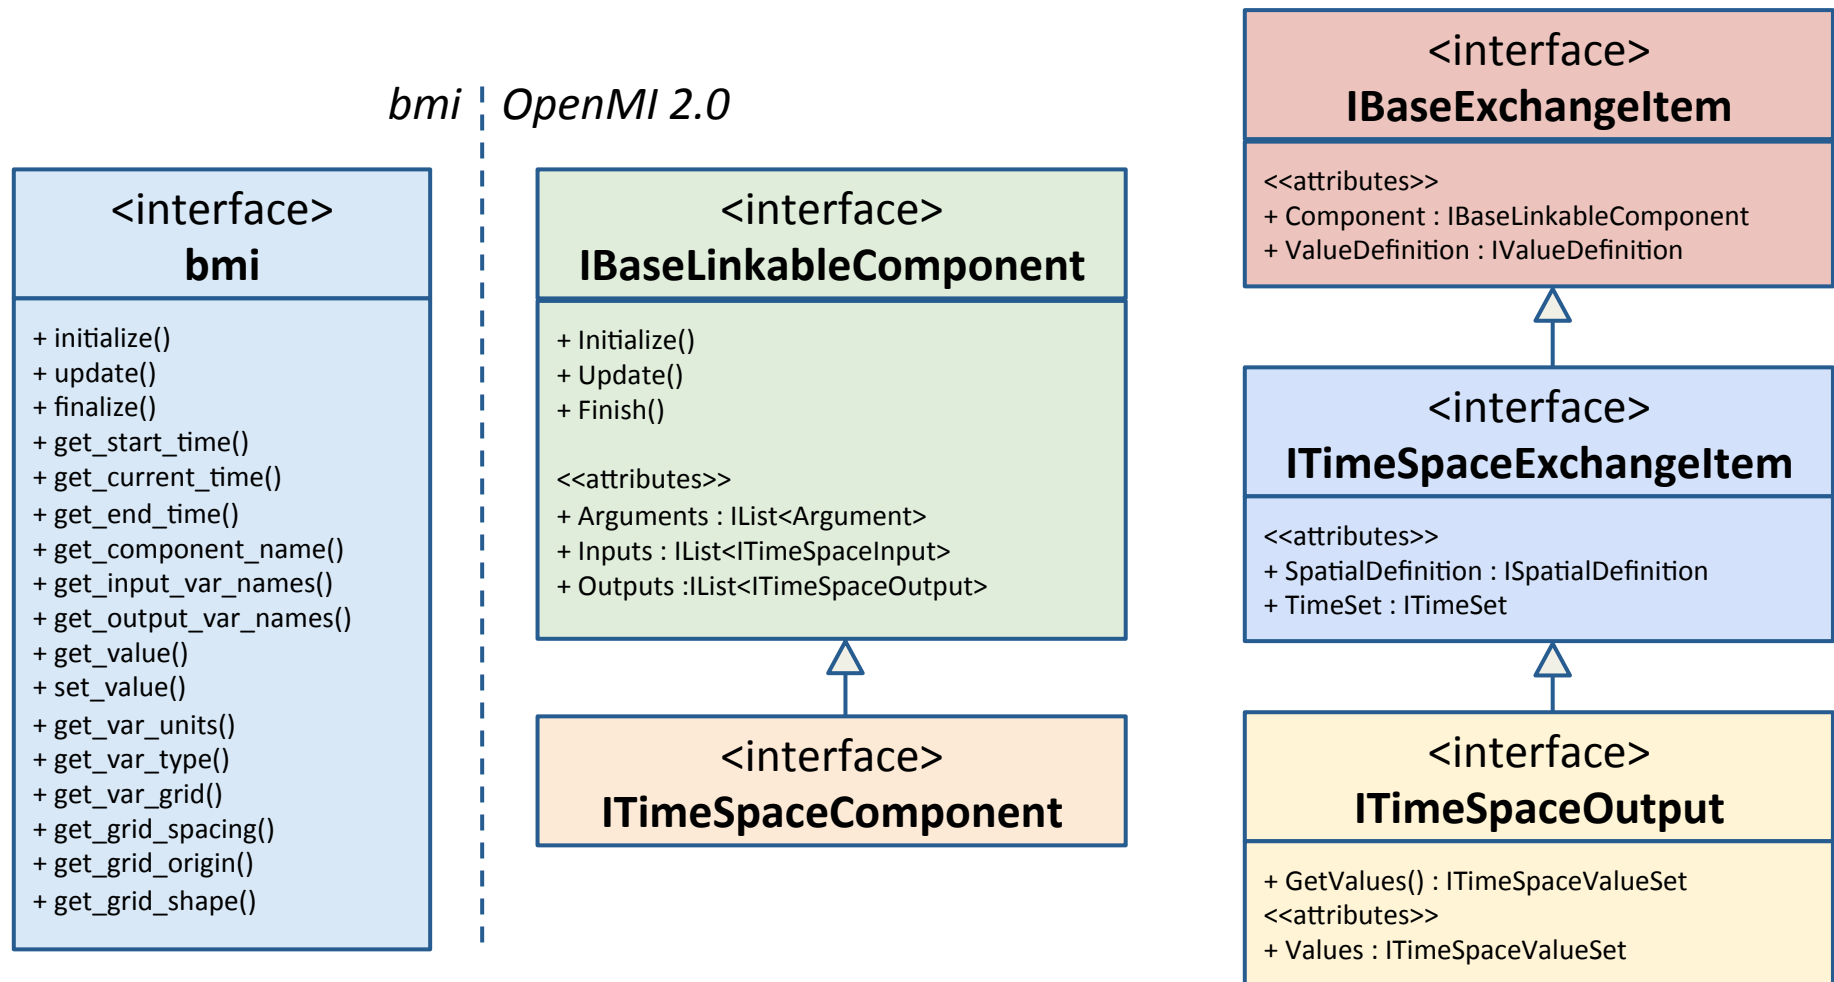 bmi
OpenMI 2.0
<interface>
bmi
+ initialize()
+ update()
+ finalize()
+ get_start_time()
+ get_current_time()
+ get_end_time()
+ get_component_name()
+ get_input_var_names()
+ get_output_var_names()
+ get_value()
+ set_value()
+ get_var_units()
+ get_var_type()
+ get_var_grid()
+ get_grid_spacing()
+ get_grid_origin()
+ get_grid_shape()
<interface>
IBaseLinkableComponent
+ Initialize()
+ Update()
+ Finish()
<<attributes>>
+ Arguments : IList<Argument>
+ Inputs : IList<ITimeSpaceInput>
+ Outputs :IList<ITimeSpaceOutput>
<interface>
ITimeSpaceComponent
<interface>
IBaseExchangeItem
<<attributes>>
+ Component : IBaseLinkableComponent
+ ValueDefinition : IValueDefinition
<interface>
ITimeSpaceExchangeItem
<<attributes>>
+ SpatialDefinition : ISpatialDefinition
+ TimeSet : ITimeSet
<interface>
ITimeSpaceOutput
+ GetValues() : ITimeSpaceValueSet
<<attributes>>
+ Values : ITimeSpaceValueSet